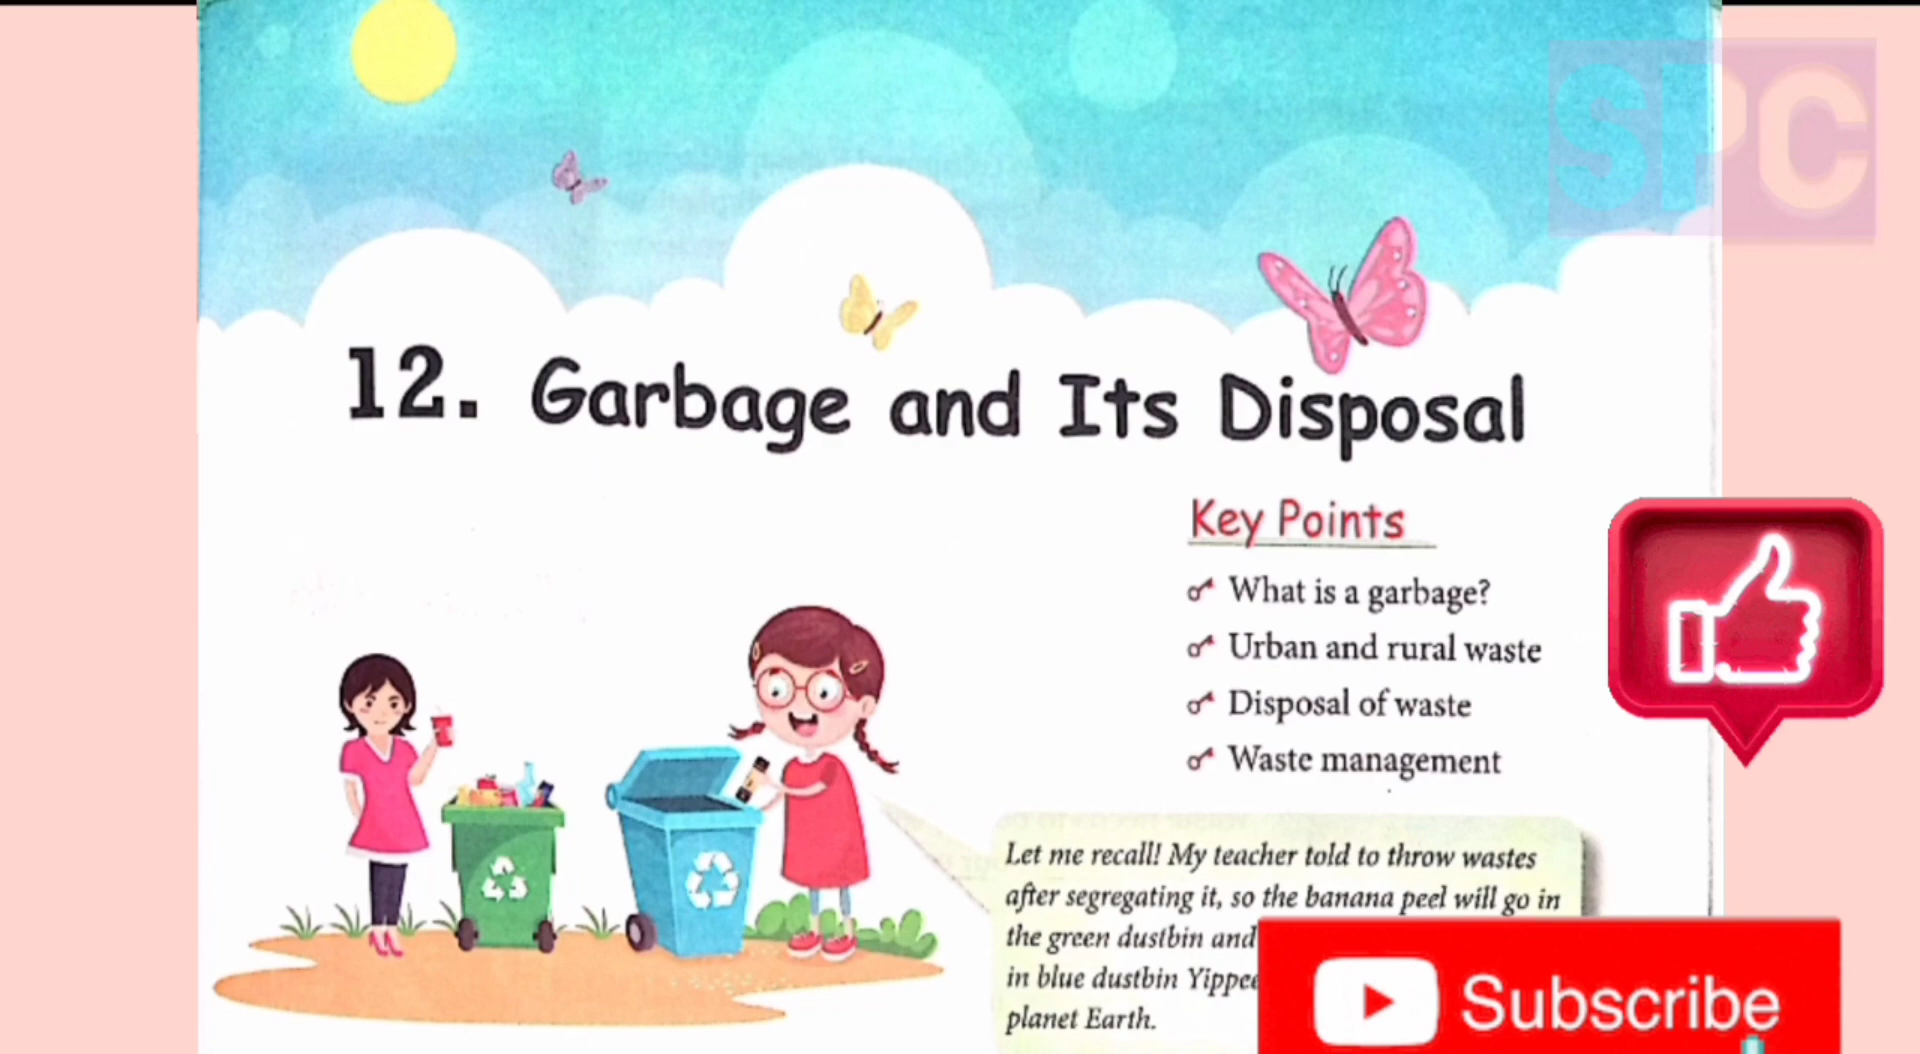 SPC
12. Garbage and Its Disposal
Key Points
What is a garbage?
Urban and rural waste
Disposal of waste
Waste management
Let me recall! My teacher told to throw wastes
after segregating it, so the banana peel will go in
the green dustbin and
in blue dustbin Yippee
planet Earth.
Subscribe